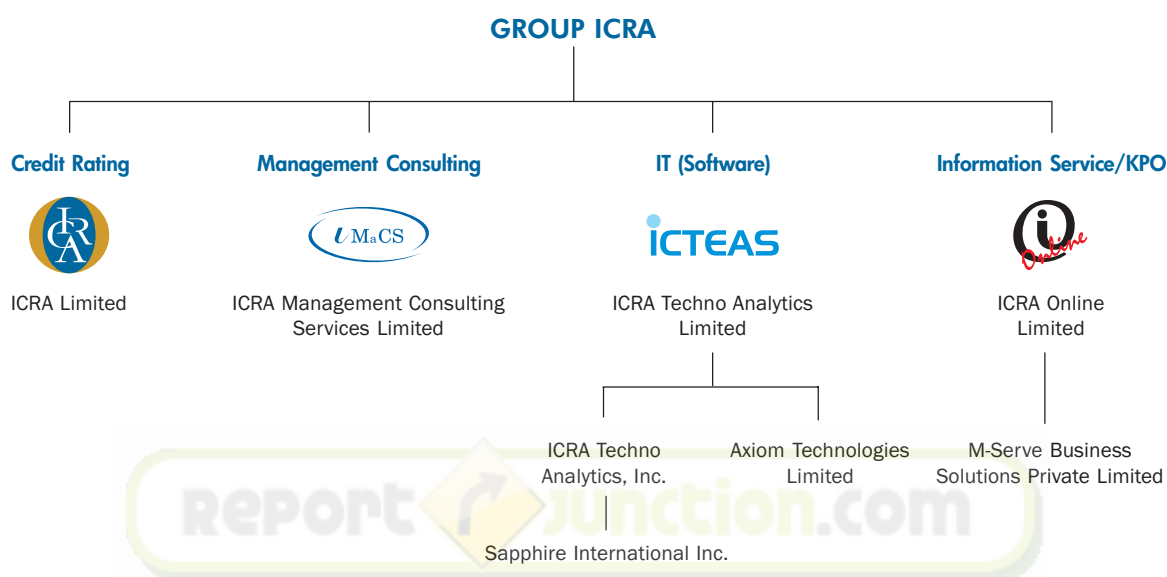 GROUP ICRA
Credit Rating
Management Consulting
IT (Software)
Information Service/KPO
ICRA
iMaCS
ICTEAS
i Online
ICRA Limited
ICRA Management Consulting
Services Limited
ICRA Techno Analytics
Limited
ICRA Online
Limited
ICRA Techno
Analytics, Inc.
Axiom Technologies
Limited
M-Serve Business
Solutions Private Limited
Sapphire International Inc.
Report Junction.com